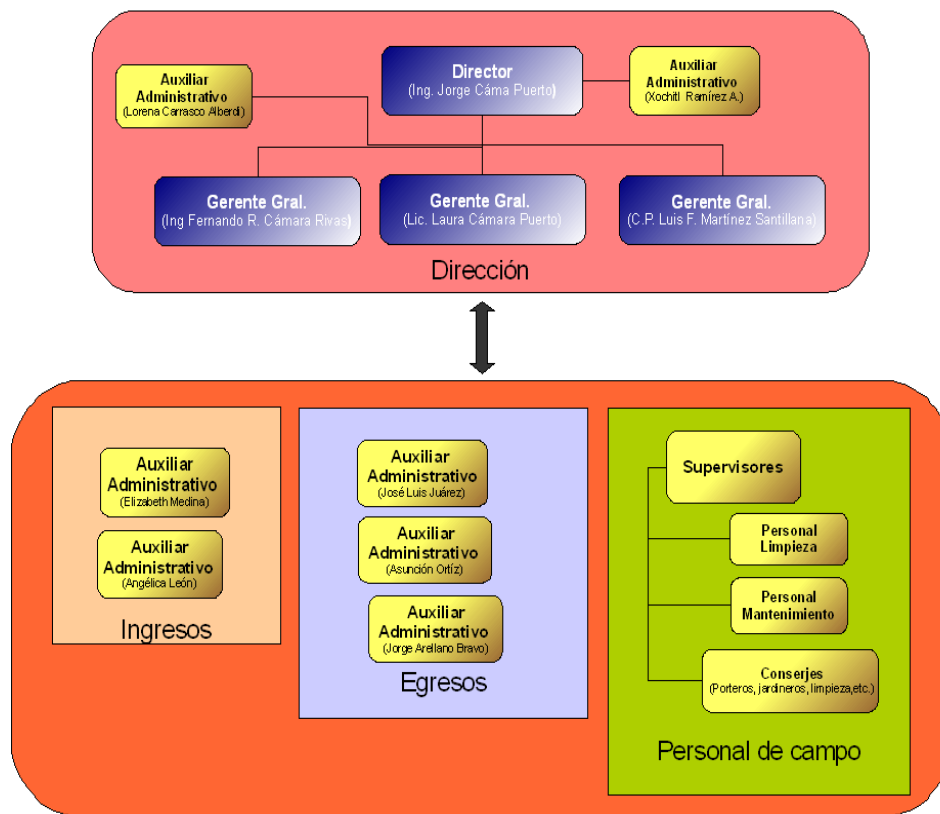 Auxiliar
Administrativo
(Lorena Carrasco Alberdi)
Director
(Ing. Jorge Cáma Puerto)
Auxiliar
Administrativo
(Xochitl Ramírez A.)
Gerente Gral.
(Ing Fernando R. Cámara Rivas)
Gerente Gral.
(Lic. Laura Cámara Puerto)
Gerente Gral.
(C.P. Luis F. Martínez Santillana)
Dirección
Auxiliar
Administrativo
(Elizabeth Medina)
Auxiliar
Administrativo
(Angélica León)
Ingresos
Auxiliar
Administrativo
(José Luis Juárez)
Auxiliar
Administrativo
(Asunción Ortíz)
Auxiliar
Administrativo
(Jorge Arellano Bravo)
Egresos
Supervisores
Personal
Limpieza
Personal
Mantenimiento
Conserjes
(Porteros, jardineros, limpieza,etc.)
Personal de campo